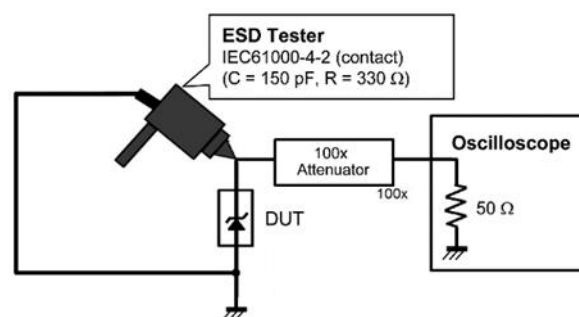 ESD Tester
IEC61000-4-2 (contact)
(C = 150 pF, R = 330 Ω)
Oscilloscope
100x
Attenuator
100x
50 Ω
DUT